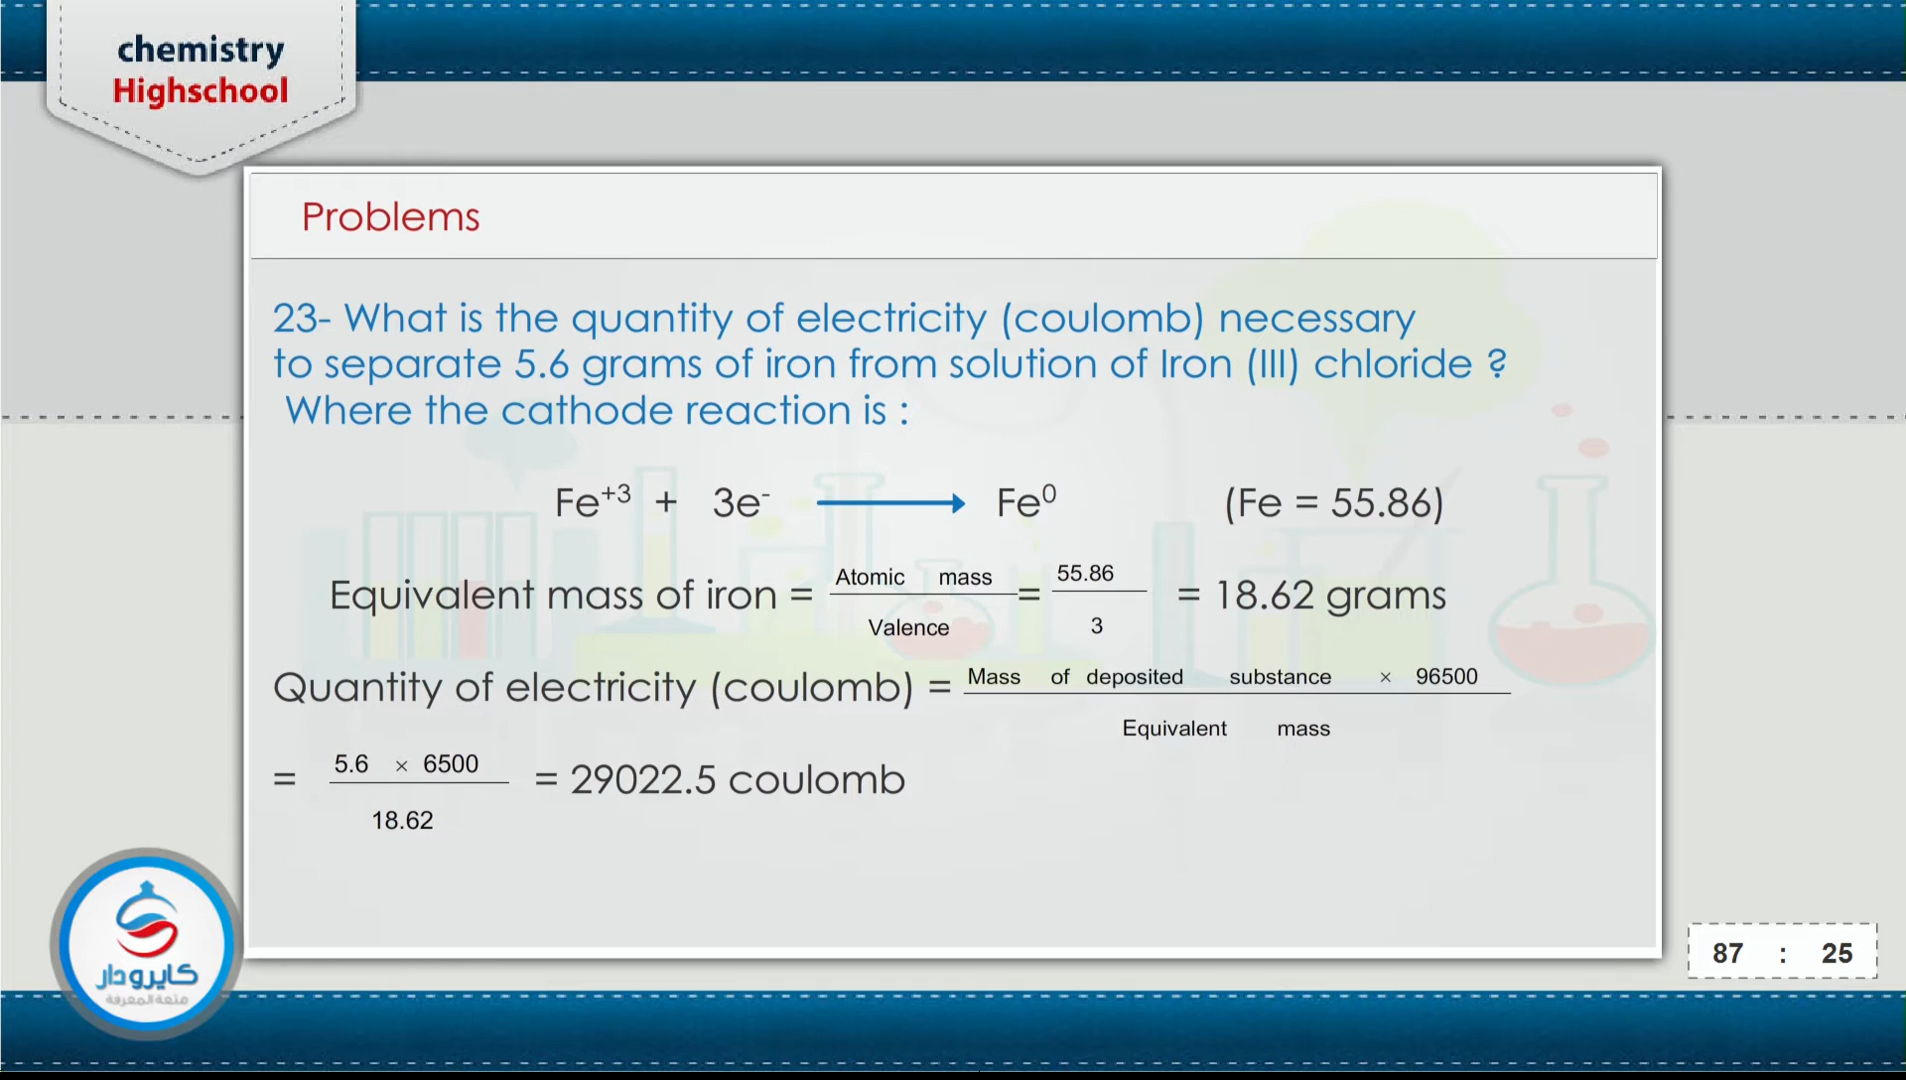 chemistry
Highschool
Problems
23- What is the quantity of electricity (coulomb) necessary
to separate 5.6 grams of iron from solution of Iron (III) chloride ?
Where the cathode reaction is :
Fe⁺³ + 3e⁻ → Fe⁰ (Fe = 55.86)
Equivalent mass of iron = Atomic mass / Valence = 55.86 / 3 = 18.62 grams
Quantity of electricity (coulomb) = Mass of deposited substance × 96500 / Equivalent mass
= 5.6 × 6500 / 18.62 = 29022.5 coulomb
كايرودار
متعة المعرفة
87 : 25